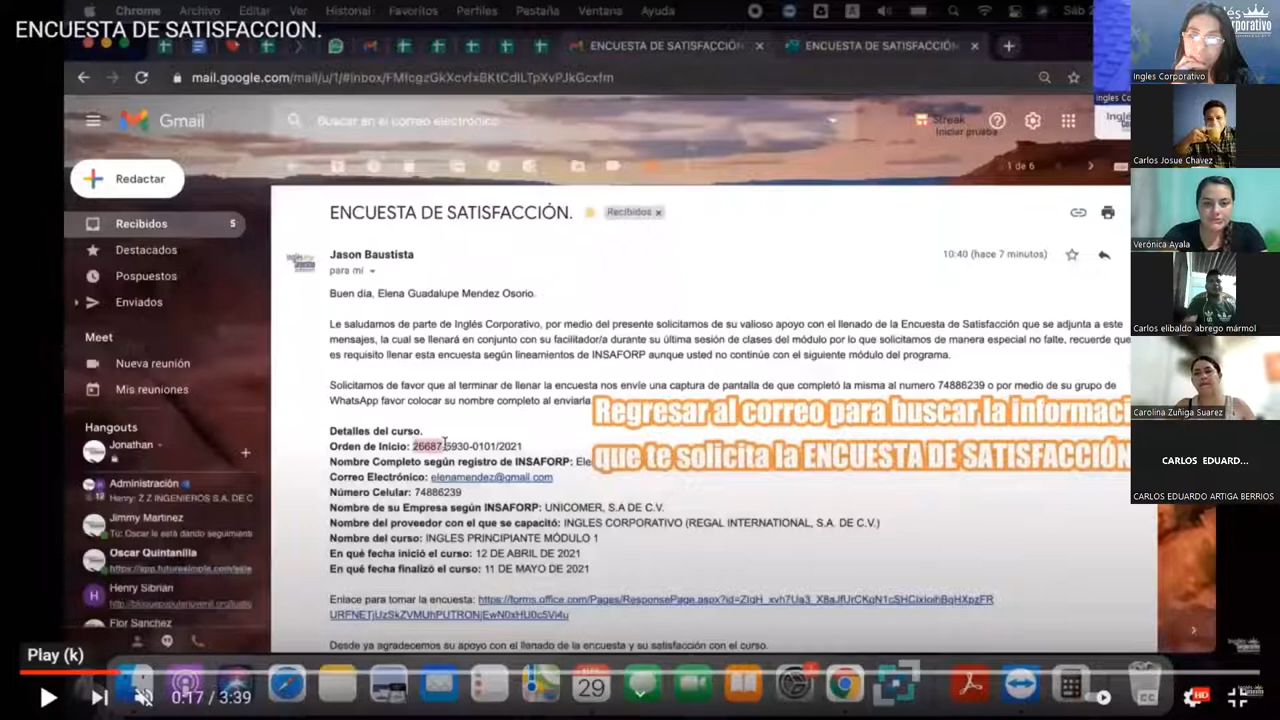 ENCUESTA DE SATISFACCION.
Chrome Archivo Editar Ver Historial Favoritos Perfiles Pestaña Ventana Ayuda
ENCUESTA DE SATISFACCIÓN
ENCUESTA DE SATISFACCIÓN
Gmail
Buscar en el correo electrónico
Streak
Iniciar prueba
Redactar
1 de 6
Recibidos 5
Destacados
Pospuestos
Enviados
Meet
Nueva reunión
Mis reuniones
Hangouts
Jonathan
Administración
Henry: Z Z INGENIEROS S.A. DE C
Jimmy Martinez
Tu: Oscar le está dando seguimient
Oscar Quintanilla
Henry Sibrian
Flor Sanchez
ENCUESTA DE SATISFACCIÓN. Recibidos x
Jason Baustista
para mí
10:40 (hace 7 minutos)
Buen día, Elena Guadalupe Mendez Osorio.
Le saludamos de parte de Inglés Corporativo, por medio del presente solicitamos de su valioso apoyo con el llenado de la Encuesta de Satisfacción que se adjunta a este
mensajes, la cual se llenará en conjunto con su facilitador/a durante su última sesión de clases del módulo por lo que solicitamos de manera especial no falte, recuerde que
es requisito llenar esta encuesta según lineamientos de INSAFORP aunque usted no continúe con el siguiente módulo del programa.
Solicitamos de favor que al terminar de llenar la encuesta nos envíe una captura de pantalla de que completó la misma al numero 74886239 o por medio de su grupo de
WhatsApp favor colocar su nombre completo al enviarla
Regresar al correo para buscar la informaci
que te solicita la ENCUESTA DE SATISFACCIÓN
Detalles del curso.
Orden de Inicio: 26687-5930-0101/2021
Nombre Completo según registro de INSAFORP: Ele
Correo Electrónico: elenamendez@gmail.com
Número Celular: 74886239
Nombre de su Empresa según INSAFORP: UNICOMER, S.A DE C.V.
Nombre del proveedor con el que se capacitó: INGLES CORPORATIVO (REGAL INTERNATIONAL, S.A. DE C.V.)
Nombre del curso: INGLES PRINCIPIANTE MÓDULO 1
En qué fecha inició el curso: 12 DE ABRIL DE 2021
En qué fecha finalizó el curso: 11 DE MAYO DE 2021
Enlace para tomar la encuesta:
Desde ya agradecemos su apoyo con el llenado de la encuesta y su satisfacción con el curso.
Play (k)
0:17 / 3:39
29
HD
Ingles Corporativo
Carlos Josue Chavez
Verónica Ayala
Carlos elibaldo abrego mármol
Carolina Zuñiga Suarez
CARLOS EDUARD...
CARLOS EDUARDO ARTIGA BERRIOS